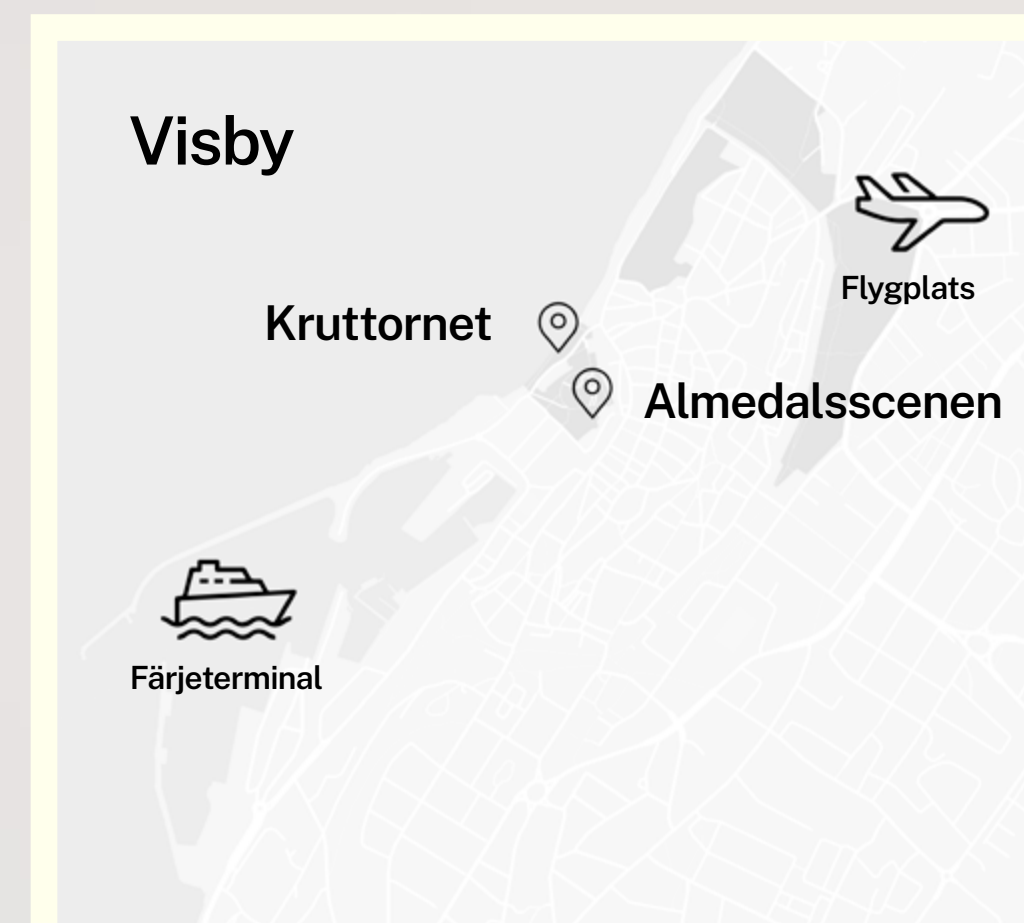 Visby
Flygplats
Kruttornet
Almedalsscenen
Färjeterminal